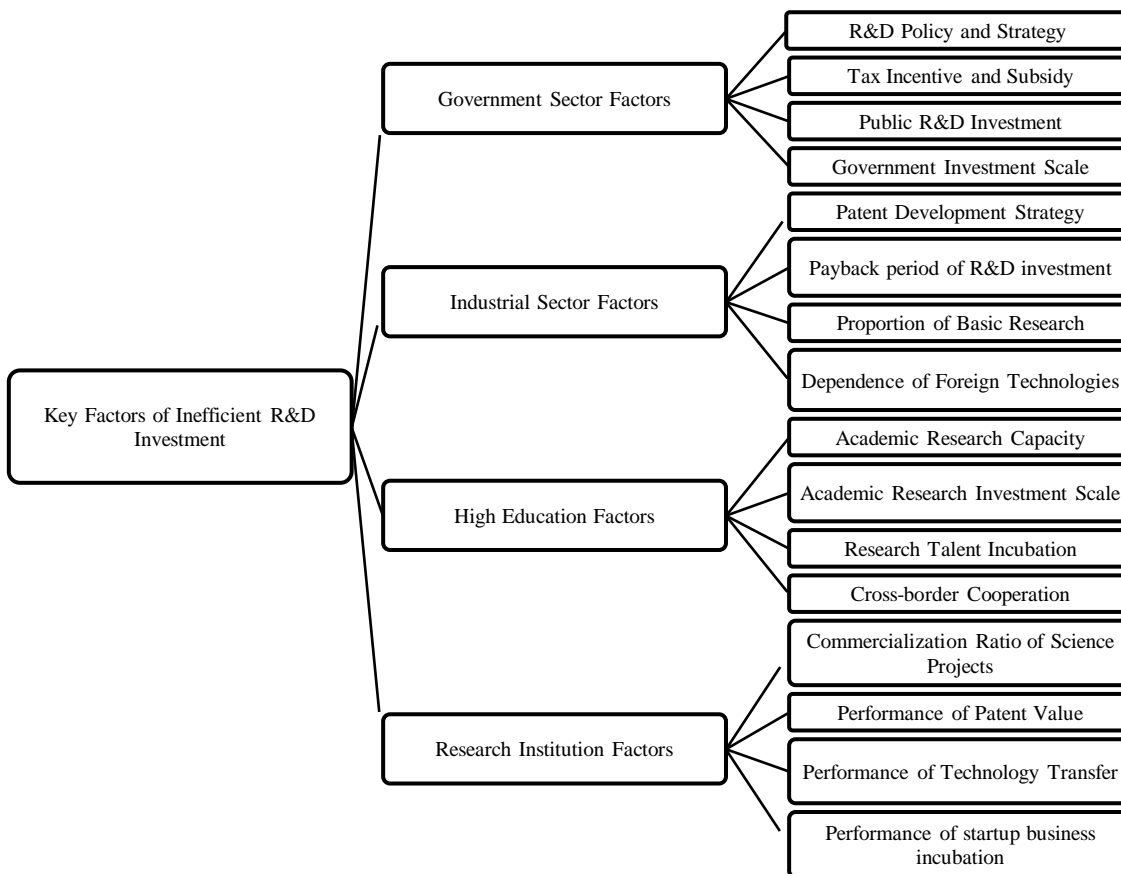 Key Factors of Inefficient R&D
Investment
Government Sector Factors
R&D Policy and Strategy
Tax Incentive and Subsidy
Public R&D Investment
Government Investment Scale
Industrial Sector Factors
Patent Development Strategy
Payback period of R&D investment
Proportion of Basic Research
Dependence of Foreign Technologies
High Education Factors
Academic Research Capacity
Academic Research Investment Scale
Research Talent Incubation
Cross-border Cooperation
Research Institution Factors
Commercialization Ratio of Science
Projects
Performance of Patent Value
Performance of Technology Transfer
Performance of startup business
incubation